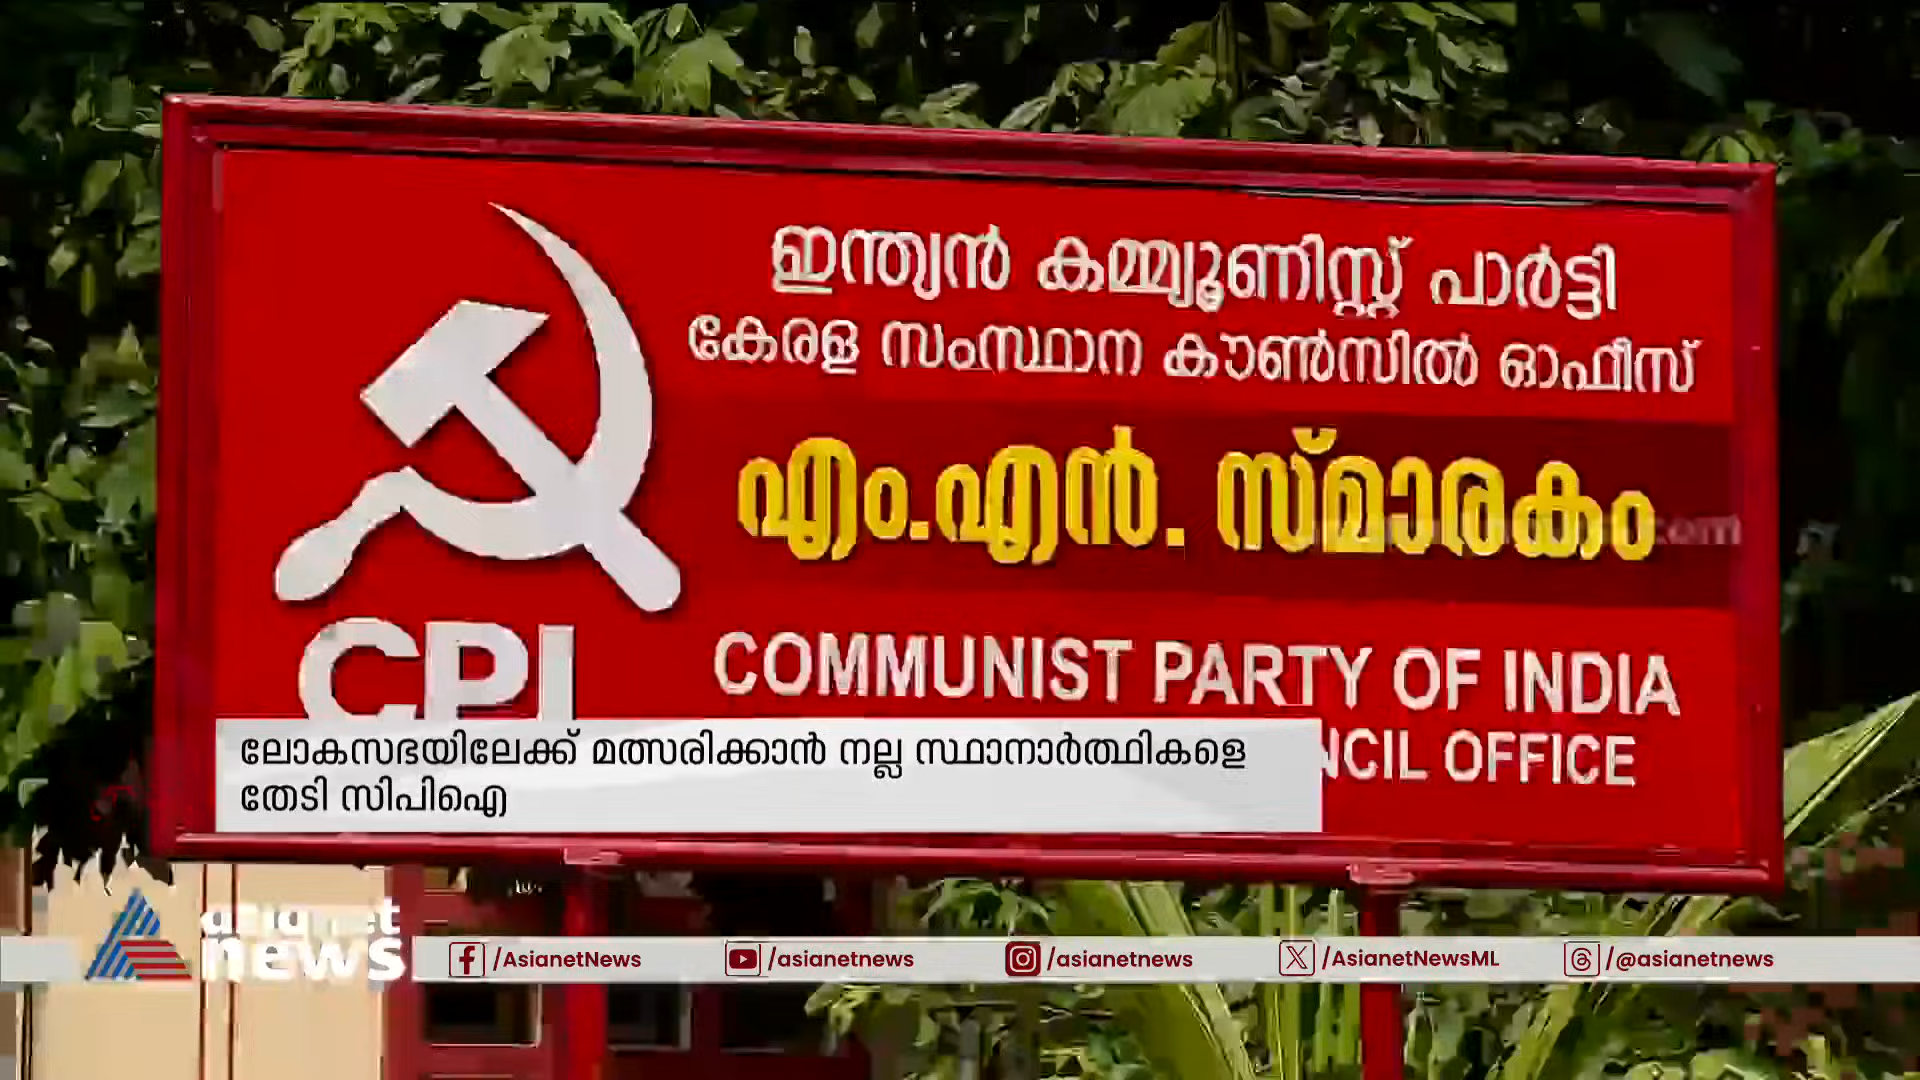 ഇന്ത്യൻ കമ്മ്യൂണിസ്റ്റ് പാർട്ടി
കേരള സംസ്ഥാന കൗൺസിൽ ഓഫീസ്
എം.എൻ. സ്മാരകം
CPI
COMMUNIST PARTY OF INDIA
OFFICE
ലോകസഭയിലേക്ക് മത്സരിക്കാൻ നല്ല സ്ഥാനാർത്ഥികളെ
തേടി സിപിഐ
asianet
news
/AsianetNews /asianetnews /asianetnews /AsianetNewsML /@asianetnews